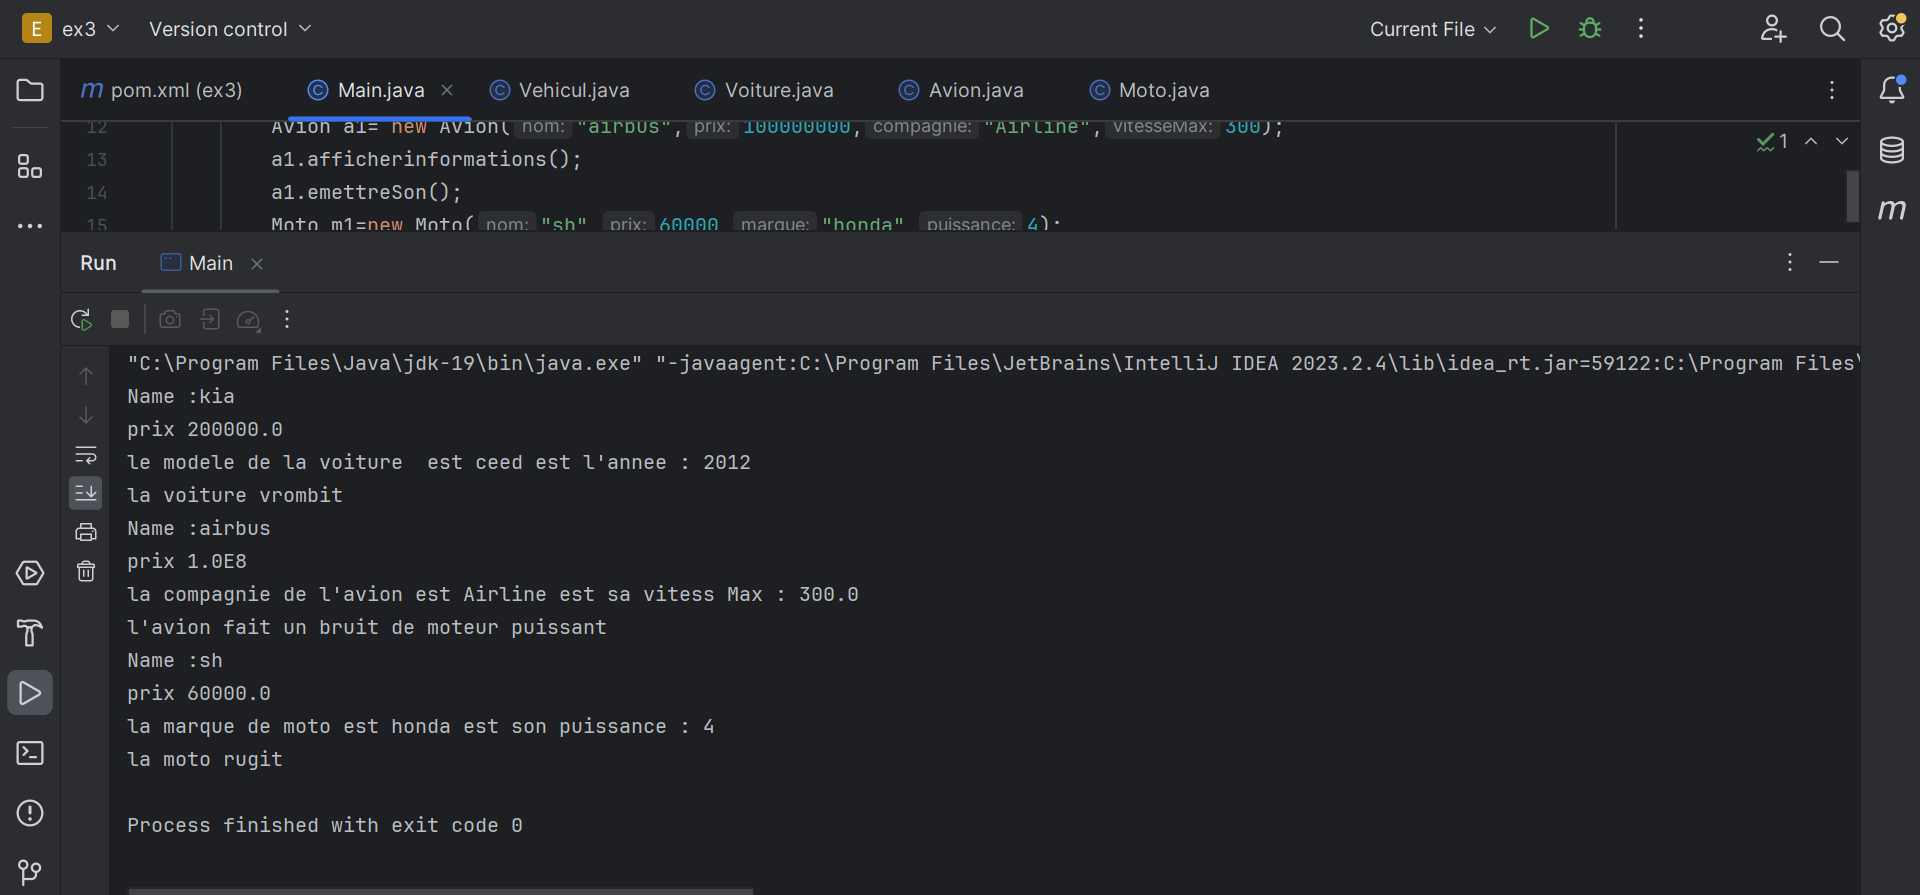 E ex3 Version control Current File
m pom.xml (ex3) Main.java Vehicul.java Voiture.java Avion.java Moto.java
12 Avion a1= new Avion( nom: "airbus", prix: 100000000, compagnie: "Airline", vitesseMax: 300);
13 a1.afficherinformations();
14 a1.emettreSon();
15 Moto m1=new Moto( nom: "sh" prix: 60000 marque: "honda" puissance: 4);
1
m
Run Main
"C:\Program Files\Java\jdk-19\bin\java.exe" "-javaagent:C:\Program Files\JetBrains\IntelliJ IDEA 2023.2.4\lib\idea_rt.jar=59122:C:\Program Files\
Name :kia
prix 200000.0
le modele de la voiture  est ceed est l'annee : 2012
la voiture vrombit
Name :airbus
prix 1.0E8
la compagnie de l'avion est Airline est sa vitess Max : 300.0
l'avion fait un bruit de moteur puissant
Name :sh
prix 60000.0
la marque de moto est honda est son puissance : 4
la moto rugit
Process finished with exit code 0